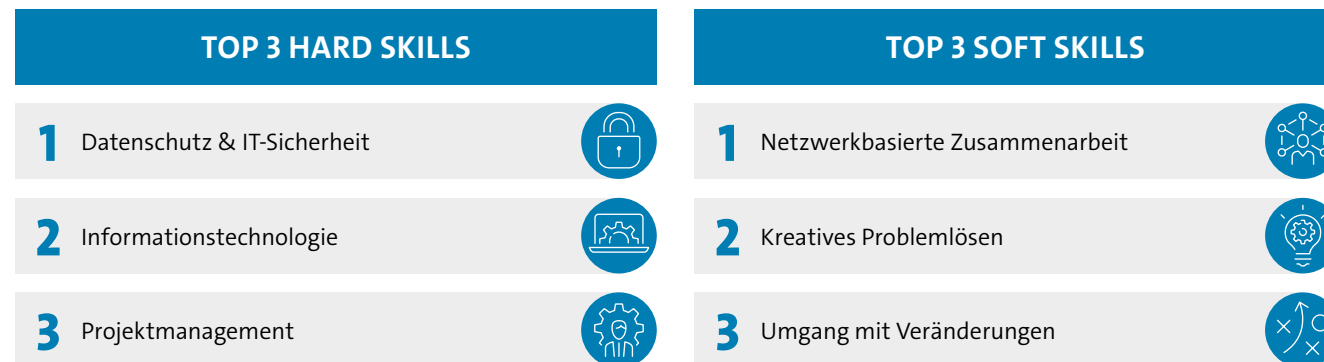 TOP 3 HARD SKILLS
1 Datenschutz & IT-Sicherheit
2 Informationstechnologie
3 Projektmanagement
TOP 3 SOFT SKILLS
1 Netzwerkbasierte Zusammenarbeit
2 Kreatives Problemlösen
3 Umgang mit Veränderungen